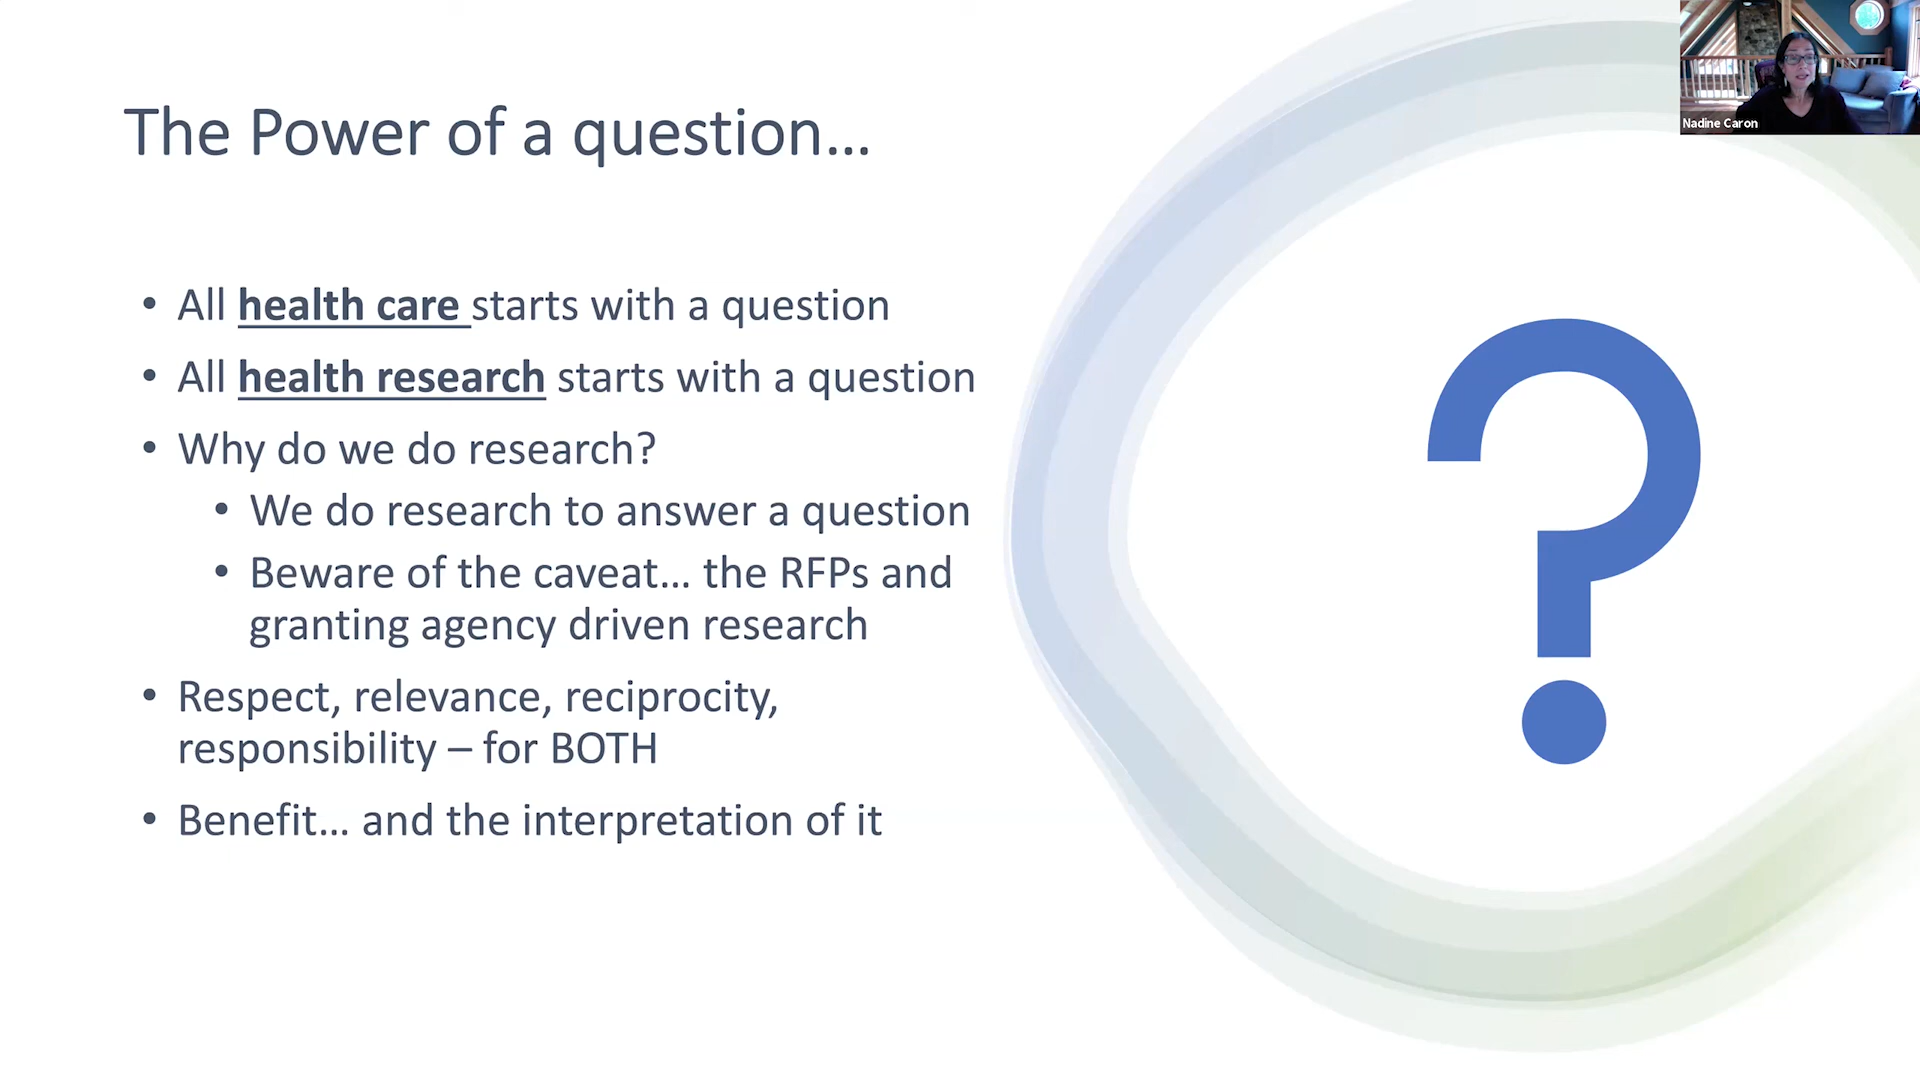 The Power of a question...
• All health care starts with a question
• All health research starts with a question
• Why do we do research?
• We do research to answer a question
• Beware of the caveat... the RFPs and
granting agency driven research
• Respect, relevance, reciprocity,
responsibility – for BOTH
• Benefit... and the interpretation of it
?
Nadine Caron